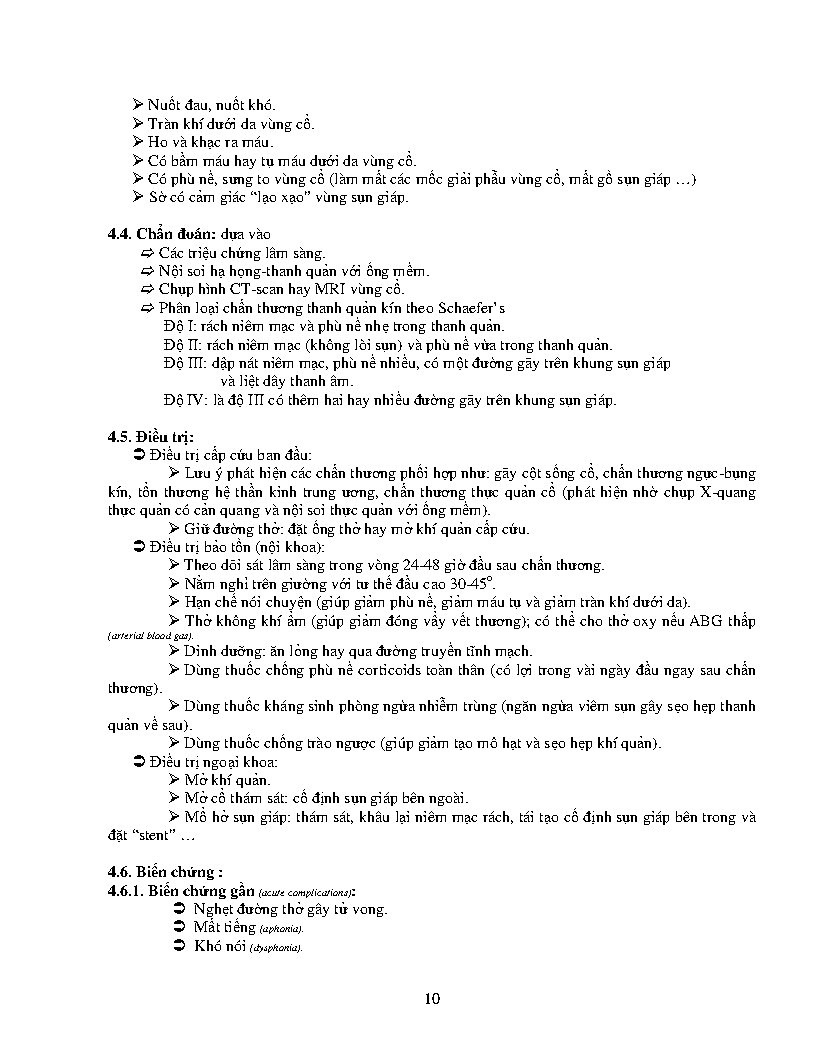 ➢ Nuốt đau, nuốt khó.
➢ Tràn khí dưới da vùng cổ.
➢ Ho và khạc ra máu.
➢ Có bầm máu hay tụ máu dưới da vùng cổ.
➢ Có phù nề, sưng to vùng cổ (làm mất các mốc giải phẫu vùng cổ, mất gồ sụn giáp …)
➢ Sờ có cảm giác “lạo xạo” vùng sụn giáp.
4.4. Chẩn đoán: dựa vào
⇨ Các triệu chứng lâm sàng.
⇨ Nội soi hạ họng-thanh quản với ống mềm.
⇨ Chụp hình CT-scan hay MRI vùng cổ.
⇨ Phân loại chấn thương thanh quản kín theo Schaefer’s
Độ I: rách niêm mạc và phù nề nhẹ trong thanh quản.
Độ II: rách niêm mạc (không lòi sụn) và phù nề vừa trong thanh quản.
Độ III: dập nát niêm mạc, phù nề nhiều, có một đường gãy trên khung sụn giáp
và liệt dây thanh âm.
Độ IV: là độ III có thêm hai hay nhiều đường gãy trên khung sụn giáp.
4.5. Điều trị:
➲ Điều trị cấp cứu ban đầu:
➢ Lưu ý phát hiện các chấn thương phối hợp như: gãy cột sống cổ, chấn thương ngực-bụng
kín, tổn thương hệ thần kinh trung ương, chấn thương thực quản cổ (phát hiện nhờ chụp X-quang
thực quản có cản quang và nội soi thực quản với ống mềm).
➢ Giữ đường thở: đặt ống thở hay mở khí quản cấp cứu.
➲ Điều trị bảo tồn (nội khoa):
➢ Theo dõi sát lâm sàng trong vòng 24-48 giờ đầu sau chấn thương.
➢ Nằm nghỉ trên giường với tư thế đầu cao 30-45°.
➢ Hạn chế nói chuyện (giúp giảm phù nề, giảm máu tụ và giảm tràn khí dưới da).
➢ Thở không khí ẩm (giúp giảm đóng vẩy vết thương); có thể cho thở oxy nếu ABG thấp
(arterial blood gas).
➢ Dinh dưỡng: ăn lỏng hay qua đường truyền tĩnh mạch.
➢ Dùng thuốc chống phù nề corticoids toàn thân (có lợi trong vài ngày đầu ngay sau chấn
thương).
➢ Dùng thuốc kháng sinh phòng ngừa nhiễm trùng (ngăn ngừa viêm sụn gây sẹo hẹp thanh
quản về sau).
➢ Dùng thuốc chống trào ngược (giúp giảm tạo mô hạt và sẹo hẹp khí quản).
➲ Điều trị ngoại khoa:
➢ Mở khí quản.
➢ Mở cổ thám sát: cố định sụn giáp bên ngoài.
➢ Mổ hở sụn giáp: thám sát, khâu lại niêm mạc rách, tái tạo cố định sụn giáp bên trong và
đặt “stent” …
4.6. Biến chứng :
4.6.1. Biến chứng gần (acute complications):
➲ Nghẹt đường thở gây tử vong.
➲ Mất tiếng (aphonia).
➲ Khó nói (dysphonia).
10